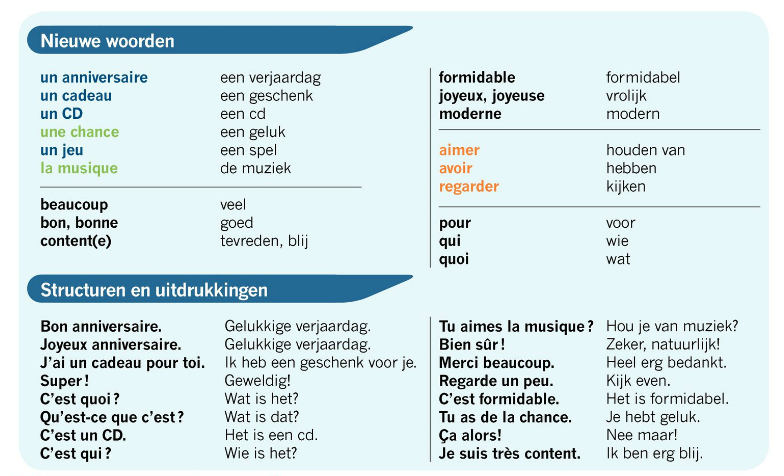 Nieuwe woorden
un anniversaire een verjaardag
un cadeau een geschenk
un CD een cd
une chance een geluk
un jeu een spel
la musique de muziek
beaucoup veel
bon, bonne goed
content(e) tevreden, blij
formidable formidabel
joyeux, joyeuse vrolijk
moderne modern
aimer houden van
avoir hebben
regarder kijken
pour voor
qui wie
quoi wat
Structuren en uitdrukkingen
Bon anniversaire. Gelukkige verjaardag.
Joyeux anniversaire. Gelukkige verjaardag.
J'ai un cadeau pour toi. Ik heb een geschenk voor je.
Super! Geweldig!
C'est quoi? Wat is het?
Qu'est-ce que c'est? Wat is dat?
C'est un CD. Het is een cd.
C'est qui? Wie is het?
Tu aimes la musique? Hou je van muziek?
Bien sûr! Zeker, natuurlijk!
Merci beaucoup. Heel erg bedankt.
Regarde un peu. Kijk even.
C'est formidable. Het is formidabel.
Tu as de la chance. Je hebt geluk.
Ça alors! Nee maar!
Je suis très content. Ik ben erg blij.